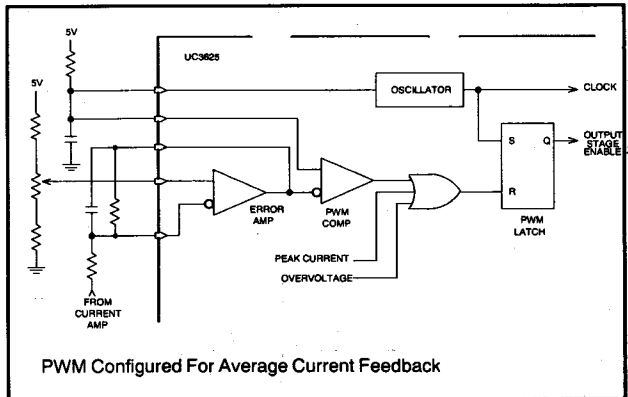 5V
UC3625
5V
OSCILLATOR
CLOCK
S
Q
OUTPUT
STAGE
ENABLE
R
ERROR
AMP
PWM
COMP
PWM
LATCH
PEAK CURRENT
OVERVOLTAGE
FROM
CURRENT
AMP
PWM Configured For Average Current Feedback